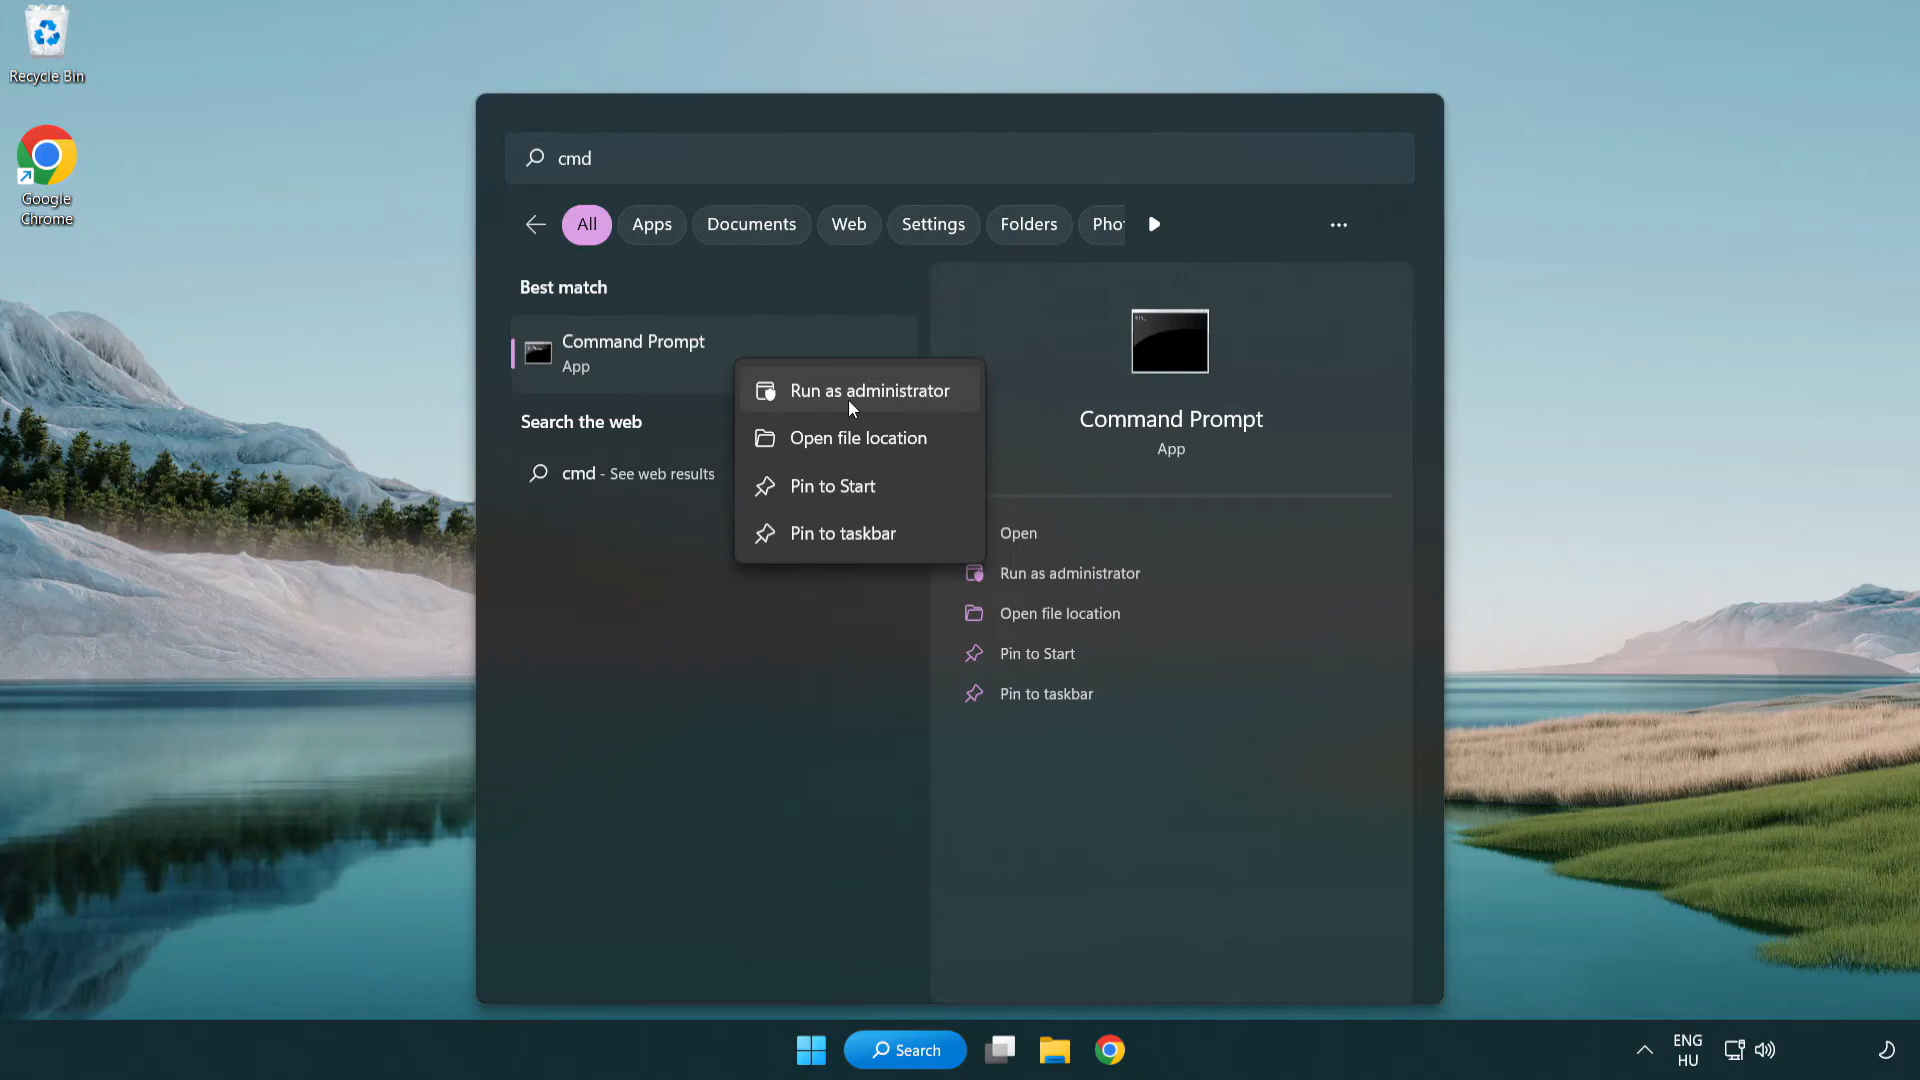 Recycle Bin
Google
Chrome
cmd
All
Apps
Documents
Web
Settings
Folders
Pho
Best match
Command Prompt
App
Search the web
cmd - See web results
Run as administrator
Open file location
Pin to Start
Pin to taskbar
Command Prompt
App
Open
Run as administrator
Open file location
Pin to Start
Pin to taskbar
Search
ENG
HU